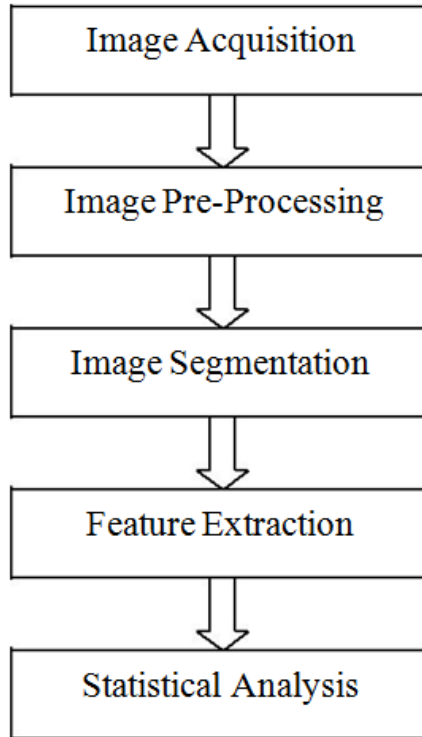 Image Acquisition
Image Pre-Processing
Image Segmentation
Feature Extraction
Statistical Analysis